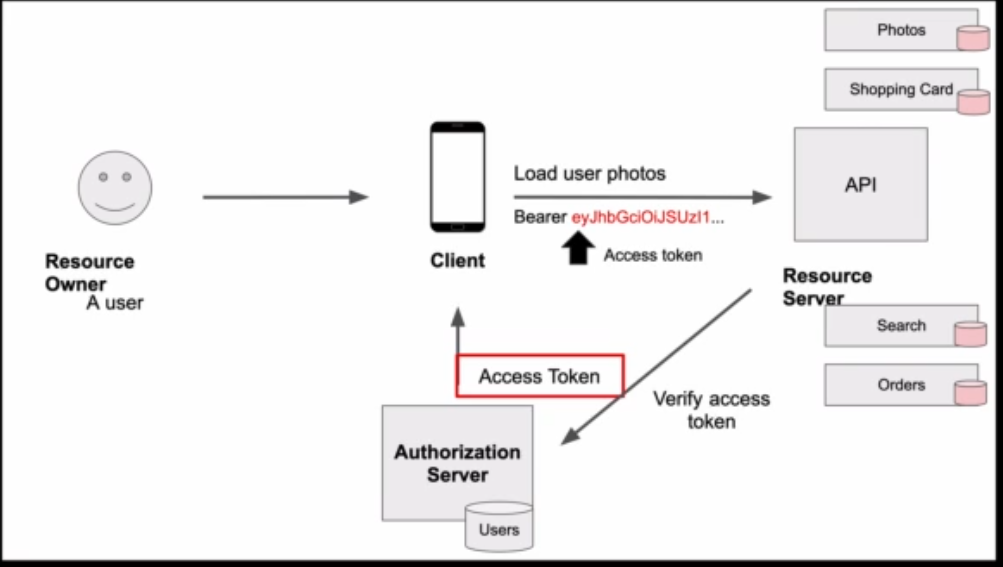 Photos
Shopping Card
API
Load user photos
Bearer eyJhbGciOiJSUzI1...
Access token
Resource
Owner
A user
Client
Resource
Server
Search
Orders
Access Token
Verify access
token
Authorization
Server
Users